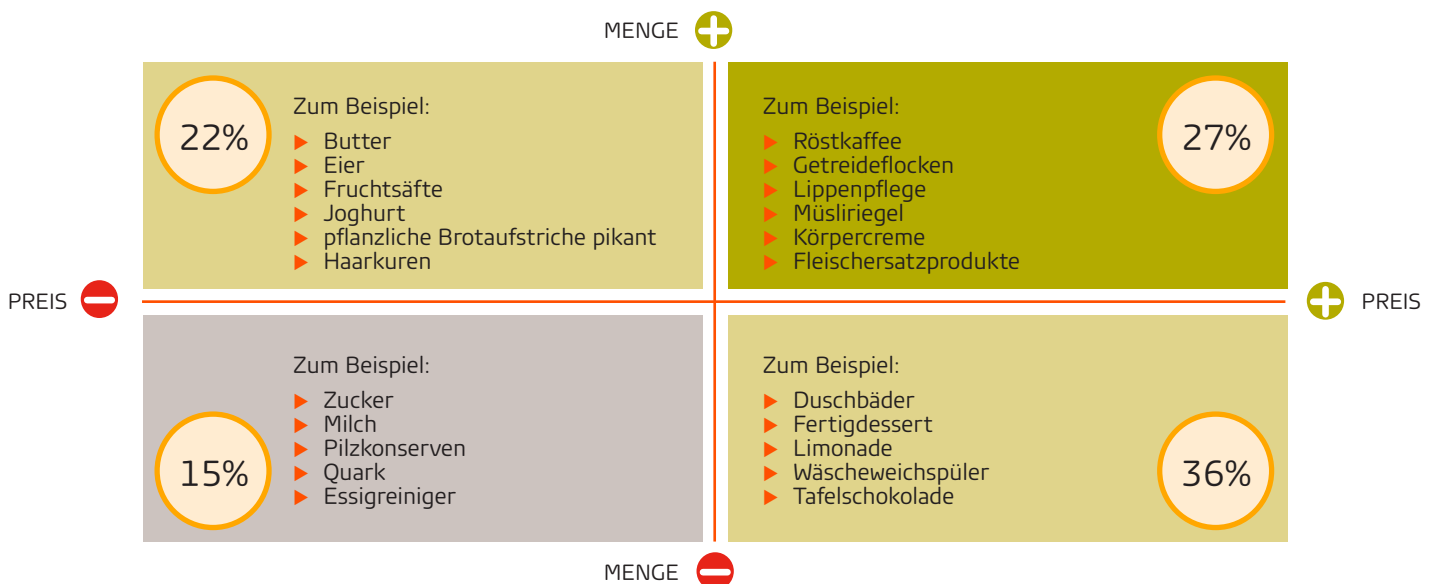 MENGE
22%
Zum Beispiel:
Butter
Eier
Fruchtsäfte
Joghurt
pflanzliche Brotaufstriche pikant
Haarkuren
Zum Beispiel:
Röstkaffee
Getreideflocken
Lippenpflege
Müsliriegel
Körpercreme
Fleischersatzprodukte
27%
PREIS
PREIS
15%
Zum Beispiel:
Zucker
Milch
Pilzkonserven
Quark
Essigreiniger
Zum Beispiel:
Duschbäder
Fertigdessert
Limonade
Wäscheweichspüler
Tafelschokolade
36%
MENGE